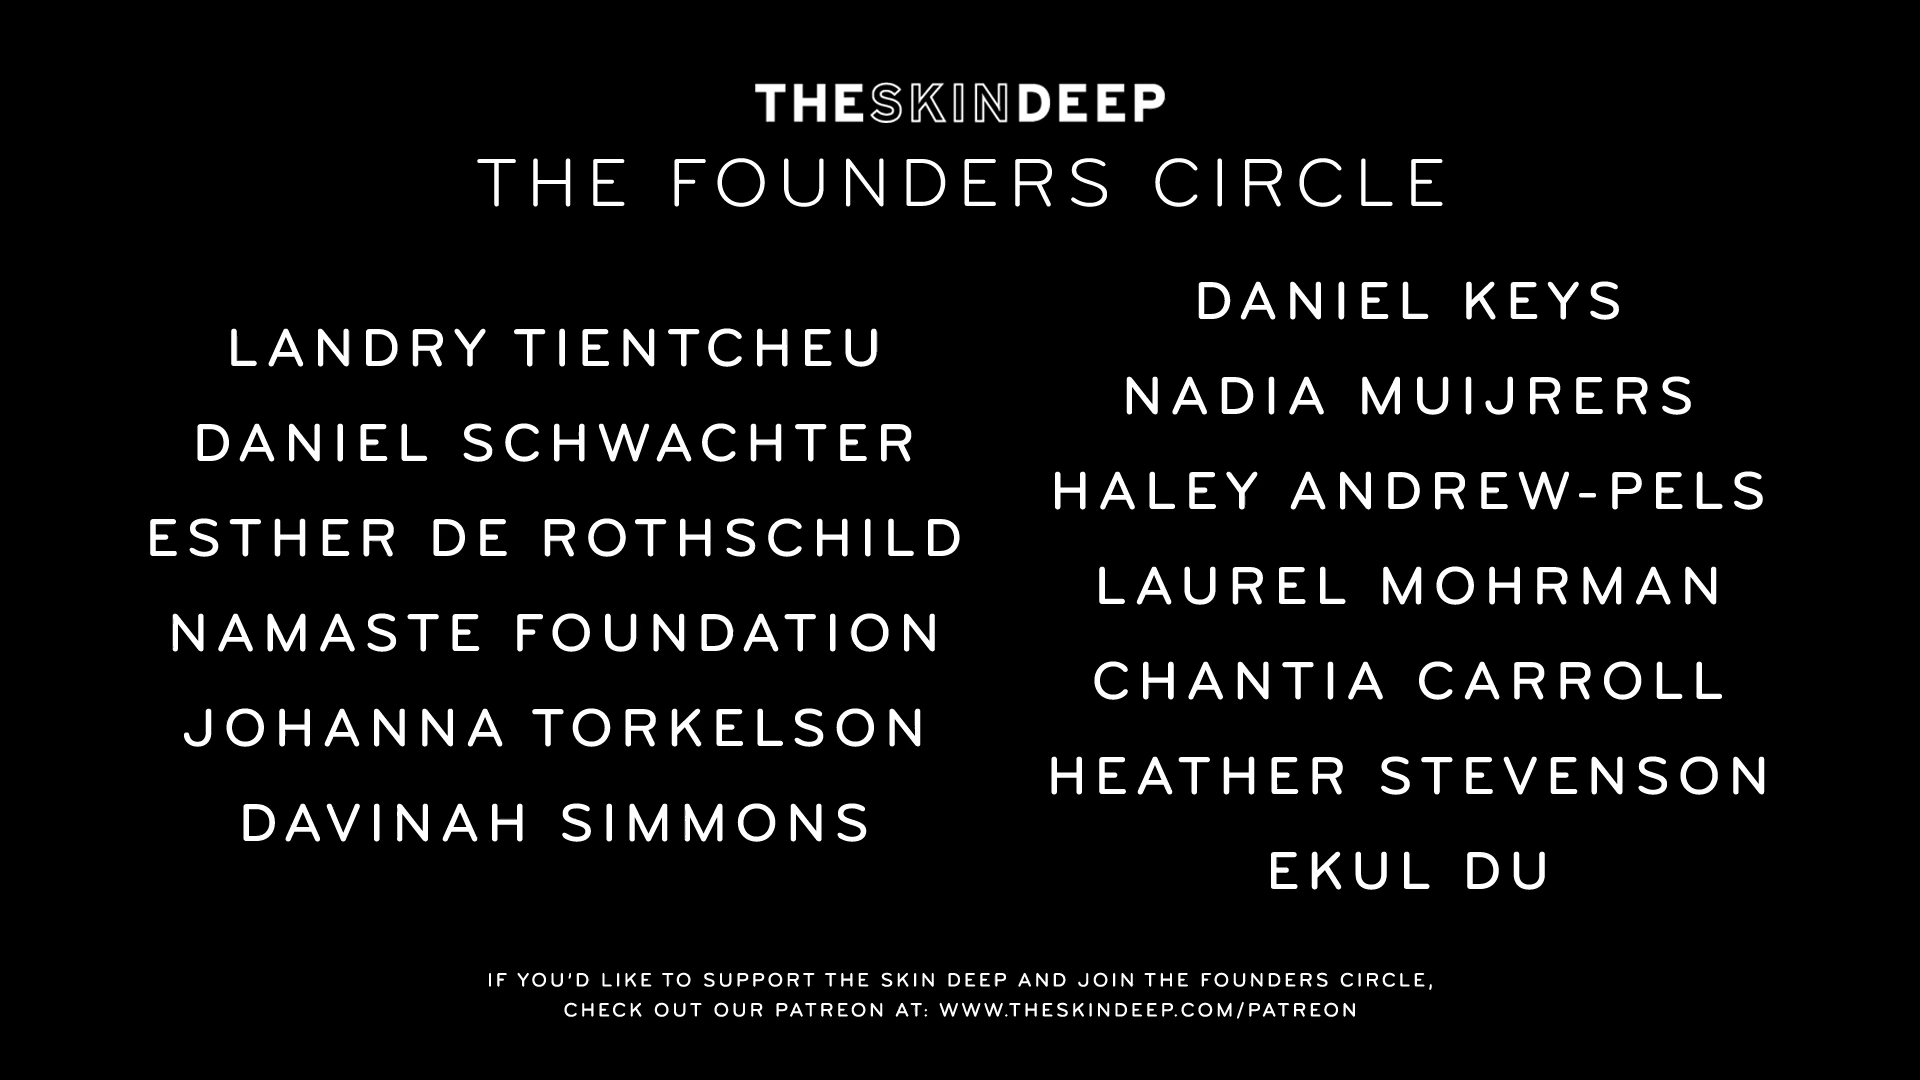 THESKINDEEP
THE FOUNDERS CIRCLE
LANDRY TIENTCHEU
DANIEL SCHWACHTER
ESTHER DE ROTHSCHILD
NAMASTE FOUNDATION
JOHANNA TORKELSON
DAVINAH SIMMONS
DANIEL KEYS
NADIA MUIJRERS
HALEY ANDREW-PELS
LAUREL MOHRMAN
CHANTIA CARROLL
HEATHER STEVENSON
EKUL DU
IF YOU'D LIKE TO SUPPORT THE SKIN DEEP AND JOIN THE FOUNDERS CIRCLE,
CHECK OUT OUR PATREON AT: WWW.THESKINDEEP.COM/PATREON